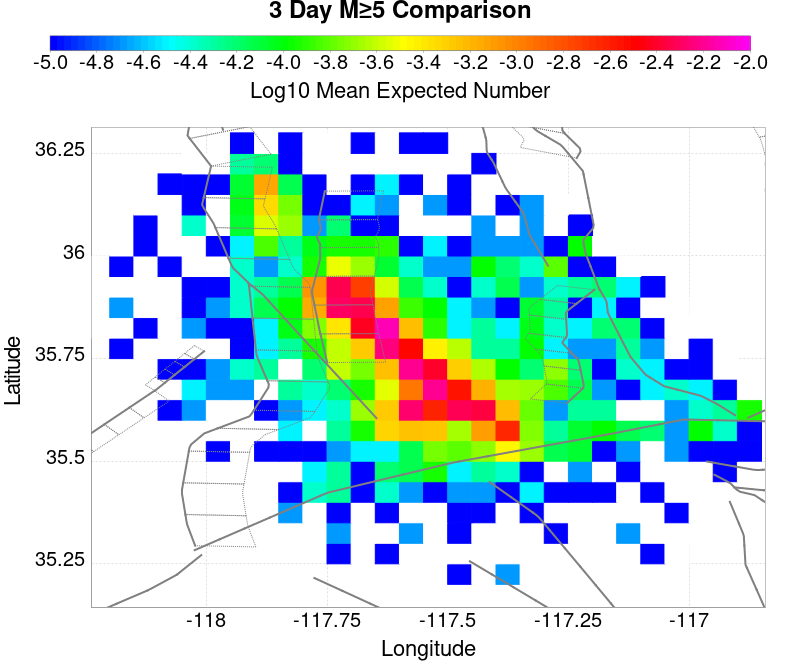 3 Day M≥5 Comparison
-5.0 -4.8 -4.6 -4.4 -4.2 -4.0 -3.8 -3.6 -3.4 -3.2 -3.0 -2.8 -2.6 -2.4 -2.2 -2.0
Log10 Mean Expected Number
36.25
36
35.75
35.5
35.25
Latitude
-118 -117.75 -117.5 -117.25 -117
Longitude